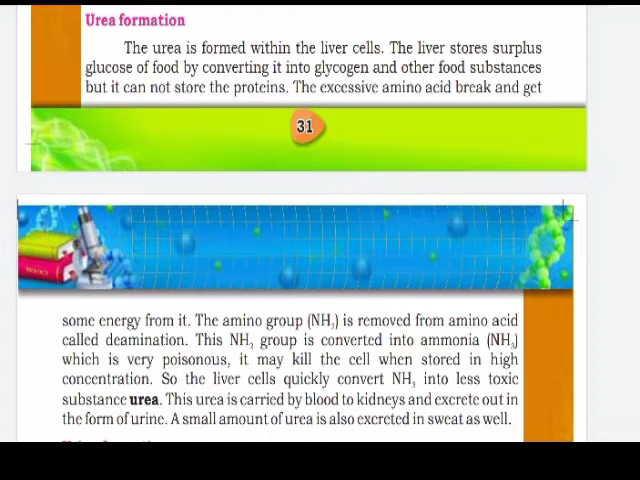 Urea formation
The urea is formed within the liver cells. The liver stores surplus
glucose of food by converting it into glycogen and other food substances
but it can not store the proteins. The excessive amino acid break and get
31
some energy from it. The amino group (NH₂) is removed from amino acid
called deamination. This NH₂ group is converted into ammonia (NH₃)
which is very poisonous, it may kill the cell when stored in high
concentration. So the liver cells quickly convert NH₃ into less toxic
substance urea. This urea is carried by blood to kidneys and excrete out in
the form of urine. A small amount of urea is also excreted in sweat as well.